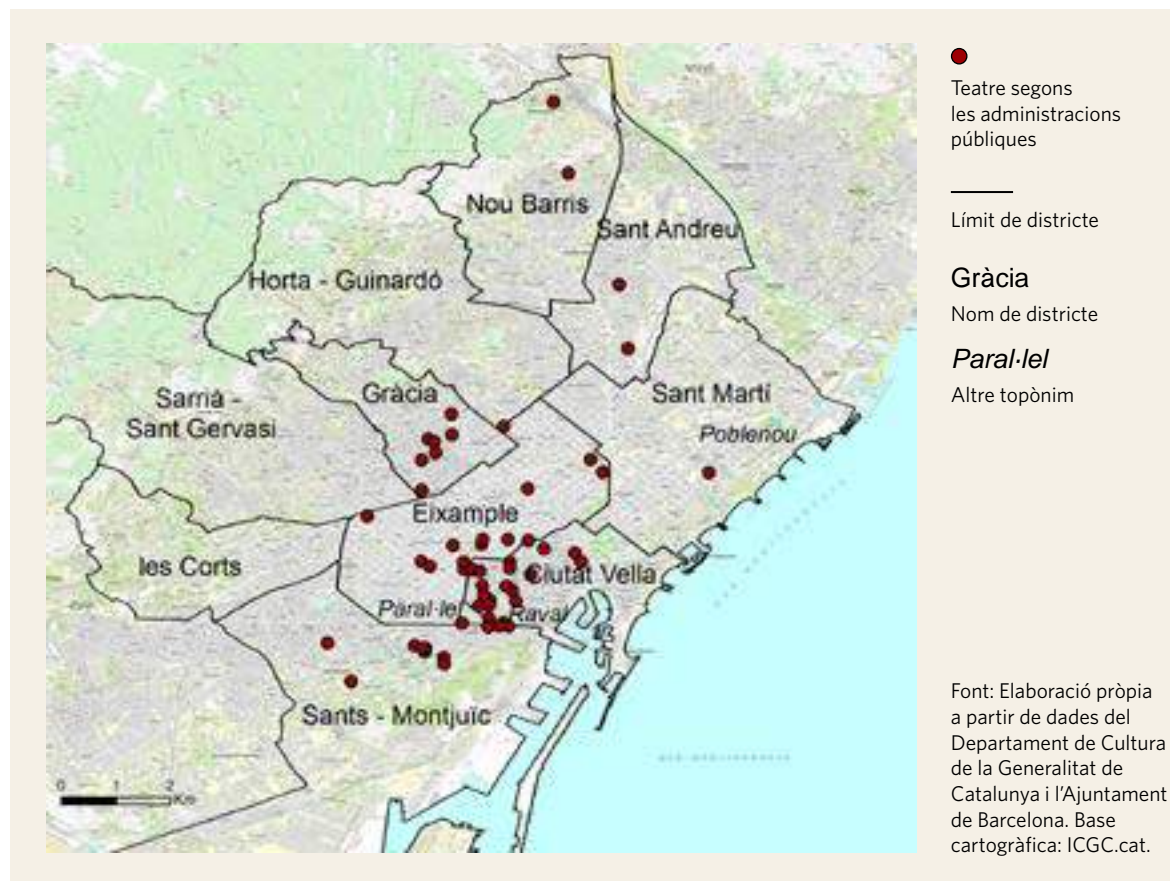 Nou Barris
Sant Andreu
Horta - Guinardó
Gràcia
Sant Martí
Sarrià -
Sant Gervasi
Poblenou
Eixample
les Corts
Ciutat Vella
Paral·lel
Raval
Sants - Montjuïc
0 1 2
Km
Teatre segons
les administracions
públiques
Límit de districte
Gràcia
Nom de districte
Paral·lel
Altre topònim
Font: Elaboració pròpia
a partir de dades del
Departament de Cultura
de la Generalitat de
Catalunya i l'Ajuntament
de Barcelona. Base
cartogràfica: ICGC.cat.